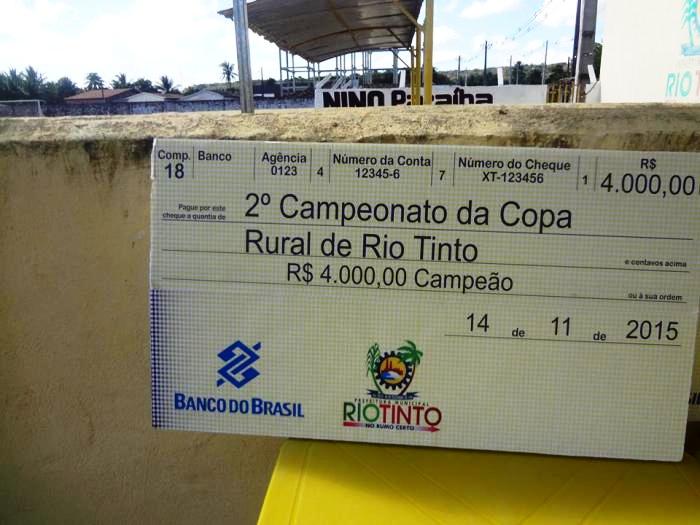 NINO Paraíba
RIO TI
Comp. Banco Agência Número da Conta Número do Cheque R$
18 0123 4 12345-6 7 XT-123456 1 4.000,00
Pague por este
cheque a quantia de
2º Campeonato da Copa
Rural de Rio Tinto
e centavos acima
R$ 4.000,00 Campeão
ou à sua ordem
14 de 11 de 2015
BANCO DO BRASIL
PREFEITURA MUNICIPAL
RIOTINTO
NO RUMO CERTO